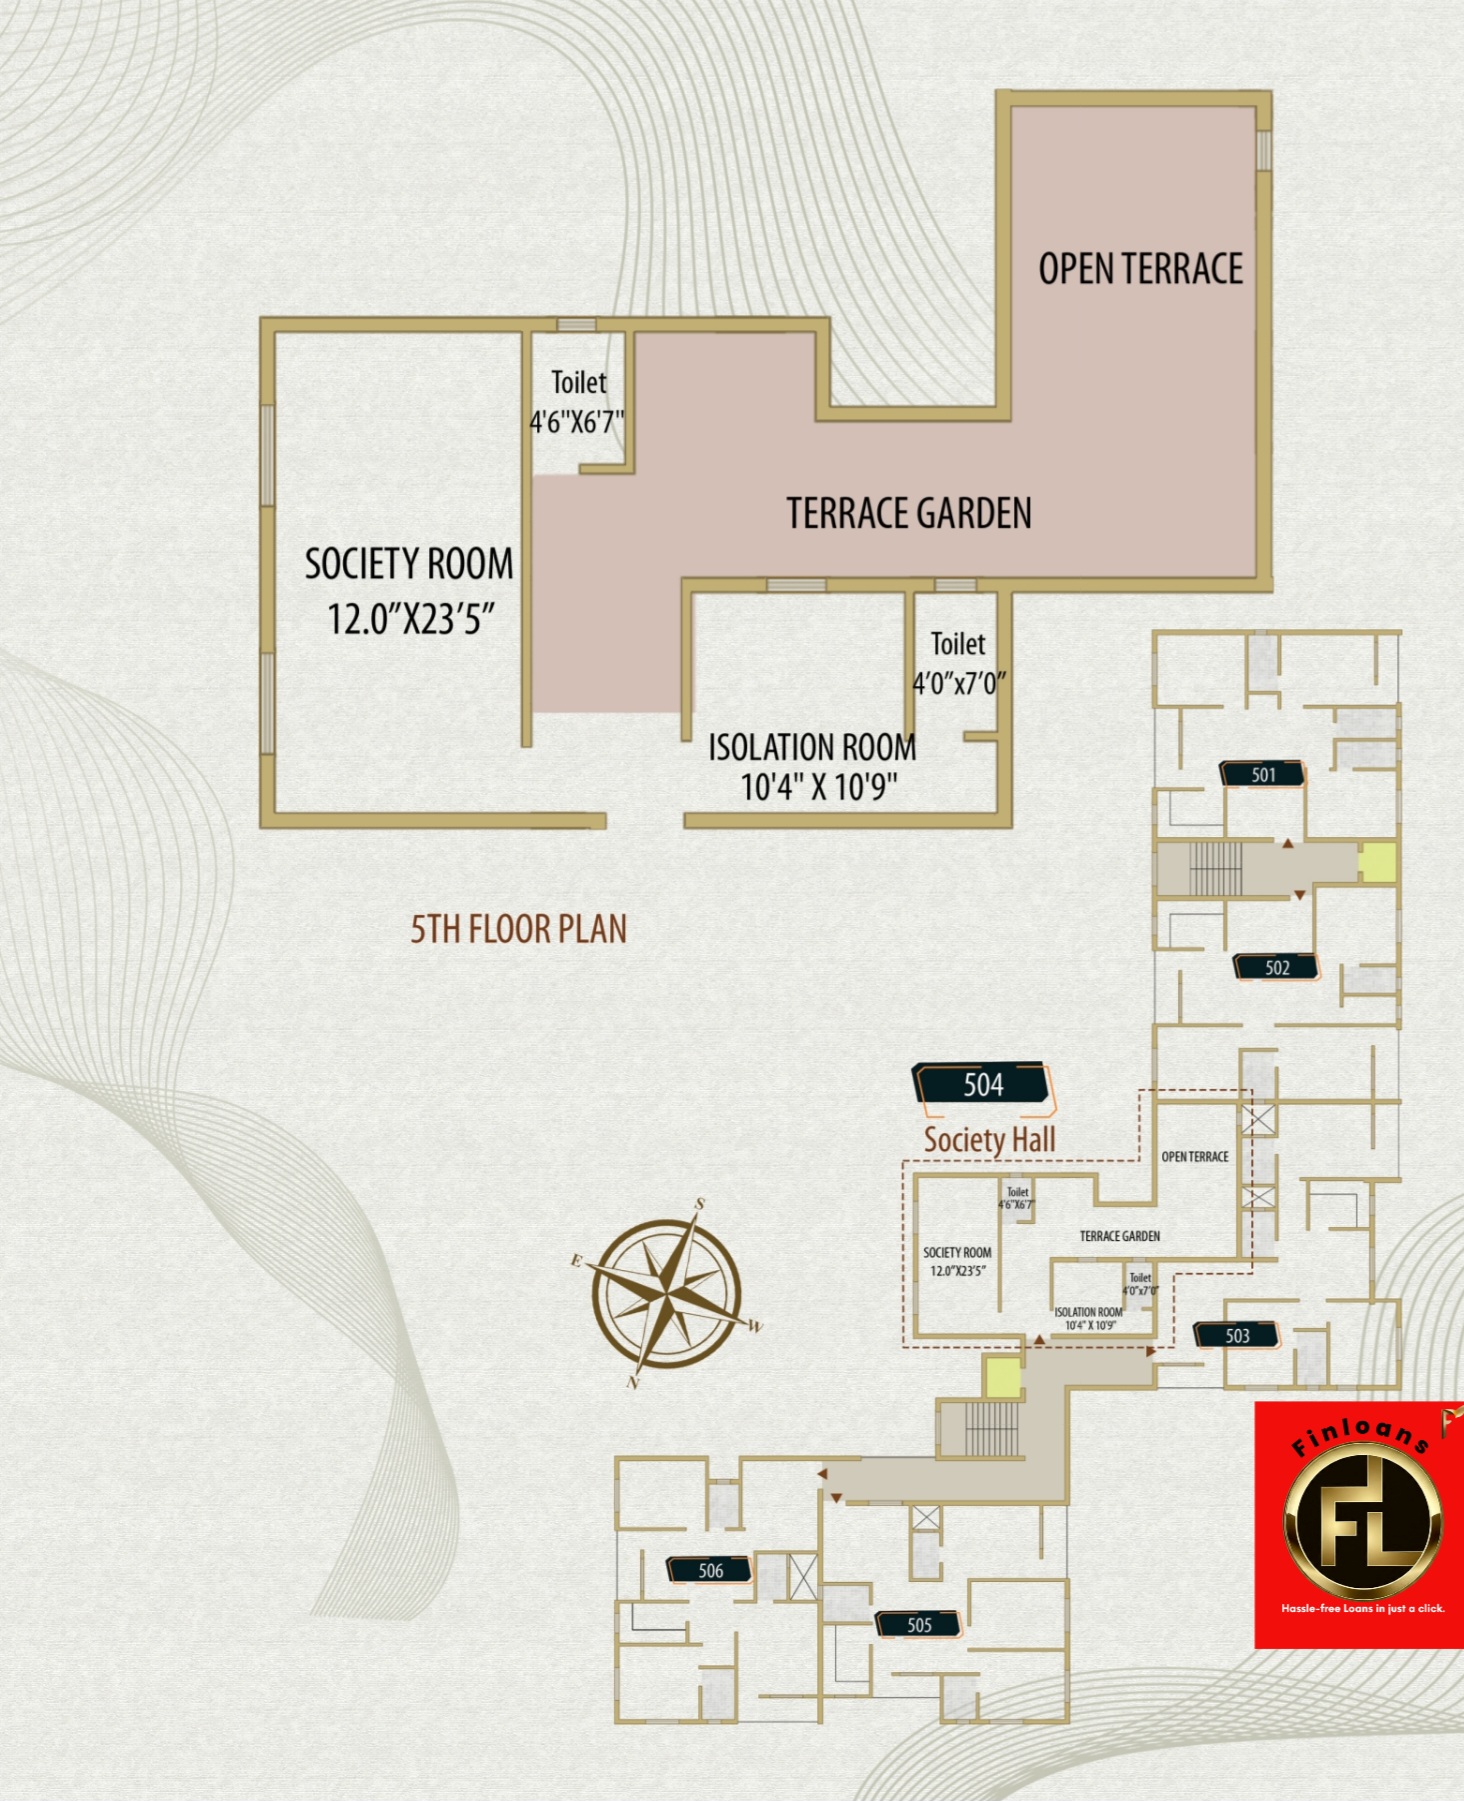 OPEN TERRACE
Toilet
4'6"X6'7"
TERRACE GARDEN
SOCIETY ROOM
12.0”X23’5”
Toilet
4’0”x7’0”
ISOLATION ROOM
10'4" X 10'9"
5TH FLOOR PLAN
501
502
504
Society Hall
OPEN TERRACE
Toilet
4'6"X6'7"
TERRACE GARDEN
SOCIETY ROOM
12.0”X23’5”
Toilet
4’0”x7’0”
ISOLATION ROOM
10'4" X 10'9"
503
S
E
W
N
506
505
Finloans
FL
Hassle-free Loans in just a click.